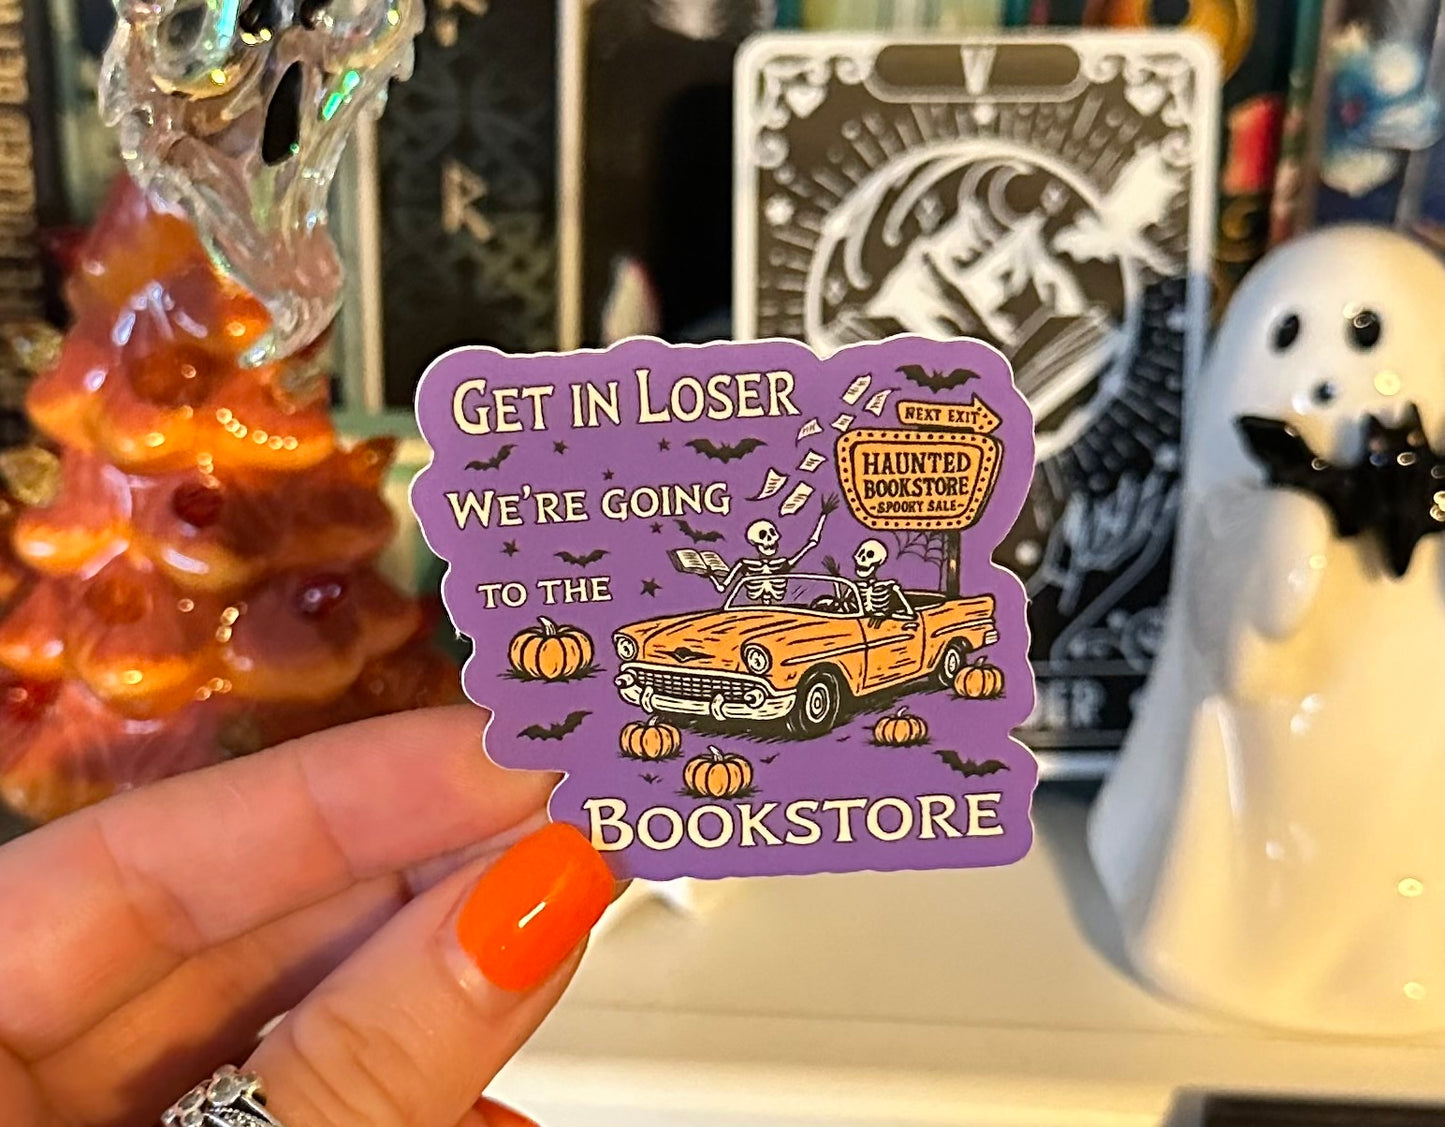 V
GET IN LOSER
WE'RE GOING
TO THE
BOOKSTORE
NEXT EXIT
HAUNTED
BOOKSTORE
-SPOOKY SALE-